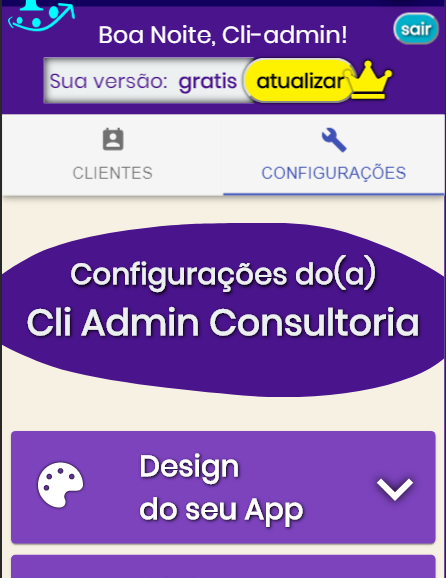 Boa Noite, Cli-admin!
sair
Sua versão: gratis atualizar
CLIENTES
CONFIGURAÇÕES
Configurações do(a)
Cli Admin Consultoria
Design
do seu App